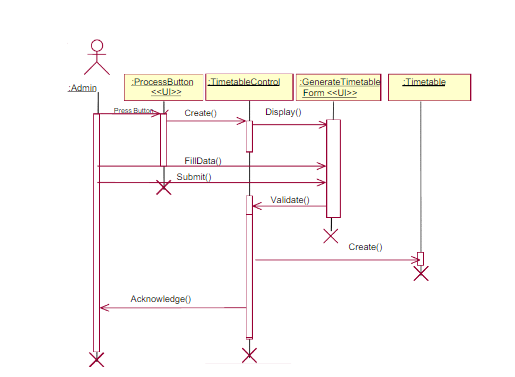 :ProcessButton
<<UI>>
:TimetableControl
:GenerateTimetable
Form <<UI>>
:Timetable
:Admin
Press Button
Create()
Display()
FillData()
Submit()
Validate()
Create()
Acknowledge()